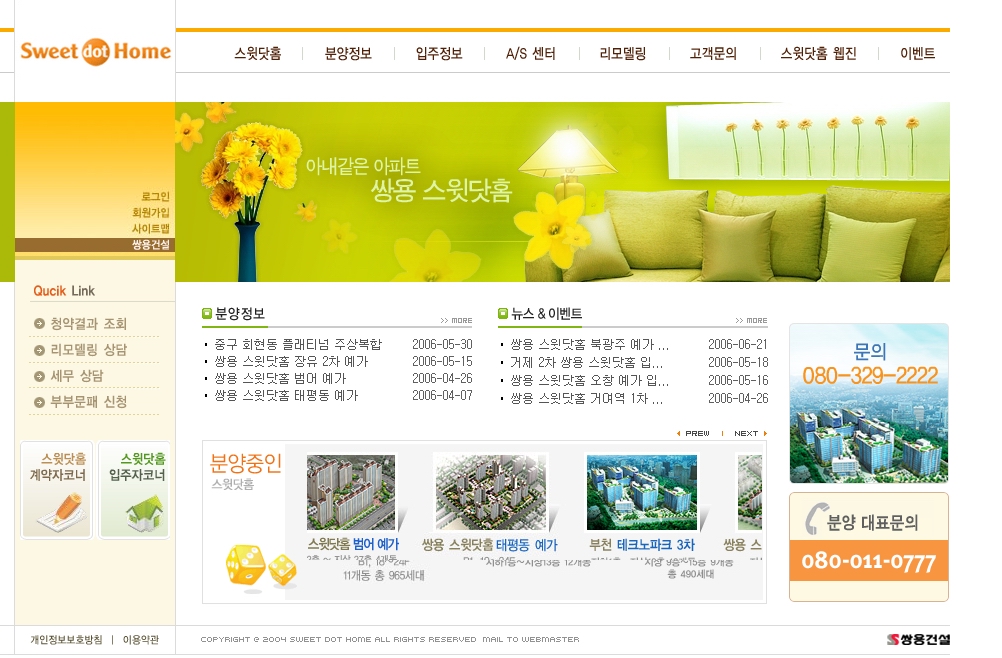 Sweet dot Home
스윗닷홈 분양정보 입주정보 A/S 센터 리모델링 고객문의 스윗닷홈 웹진 이벤트
로그인
회원가입
사이트맵
쌍용건설
아내같은 아파트
쌍용 스윗닷홈
Qucik Link
청약결과 조회
리모델링 상담
세무 상담
부부문패 신청
스윗닷홈
계약자코너
스윗닷홈
입주자코너
분양정보 >> MORE
중구 회현동 플래티넘 주상복합 2006-05-30
쌍용 스윗닷홈 장유 2차 예가 2006-05-15
쌍용 스윗닷홈 범어 예가 2006-04-26
쌍용 스윗닷홈 태평동 예가 2006-04-07
뉴스 & 이벤트 >> MORE
쌍용 스윗닷홈 북광주 예가 ... 2006-06-21
거제 2차 쌍용 스윗닷홈 입... 2006-05-18
쌍용 스윗닷홈 오창 예가 입... 2006-05-16
쌍용 스윗닷홈 거여역 1차 ... 2006-04-26
PREW NEXT
분양중인
스윗닷홈
스윗닷홈 범어 예가
11개동 총 965세대
쌍용 스윗닷홈 태평동 예가
부천 테크노파크 3차
총 490세대
쌍용 스
문의
080-329-2222
분양 대표문의
080-011-0777
개인정보보호방침 | 이용약관
COPYRIGHT @ 2004 SWEET DOT HOME ALL RIGHTS RESERVED. MAIL TO WEBMASTER
쌍용건설